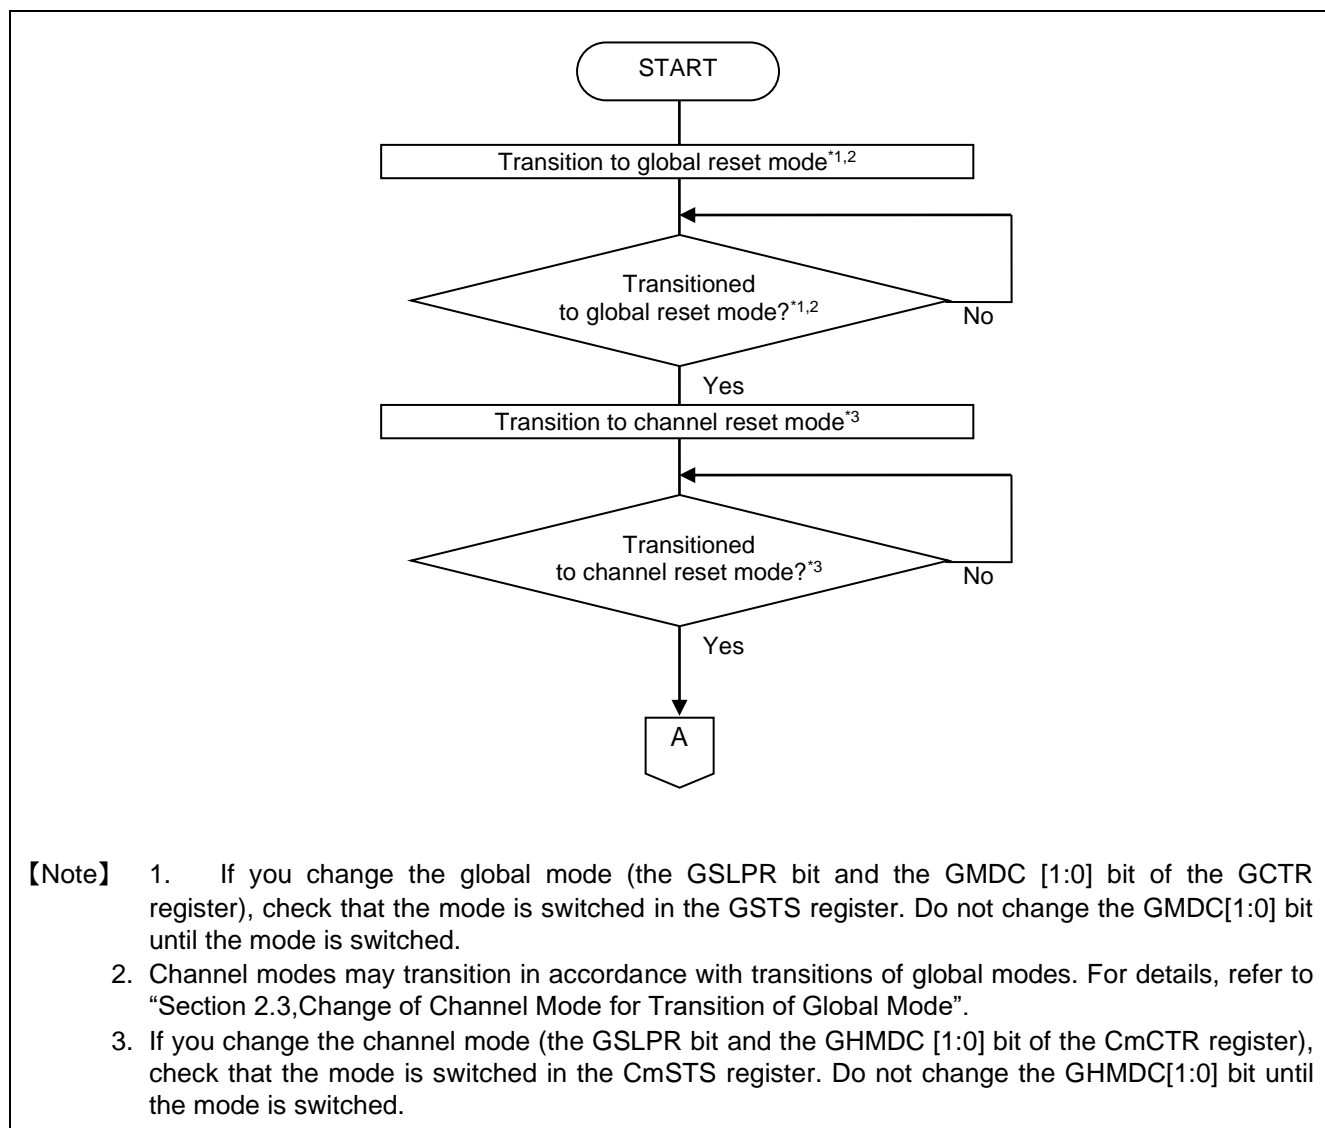 START
Transition to global reset mode*1,2
Transitioned
to global reset mode?*1,2
No
Yes
Transition to channel reset mode*3
Transitioned
to channel reset mode?*3
No
Yes
A
【Note】 1. If you change the global mode (the GSLPR bit and the GMDC [1:0] bit of the GCTR
register), check that the mode is switched in the GSTS register. Do not change the GMDC[1:0] bit
until the mode is switched.
2. Channel modes may transition in accordance with transitions of global modes. For details, refer to
“Section 2.3,Change of Channel Mode for Transition of Global Mode”.
3. If you change the channel mode (the GSLPR bit and the GHMDC [1:0] bit of the CmCTR register),
check that the mode is switched in the CmSTS register. Do not change the GHMDC[1:0] bit until
the mode is switched.